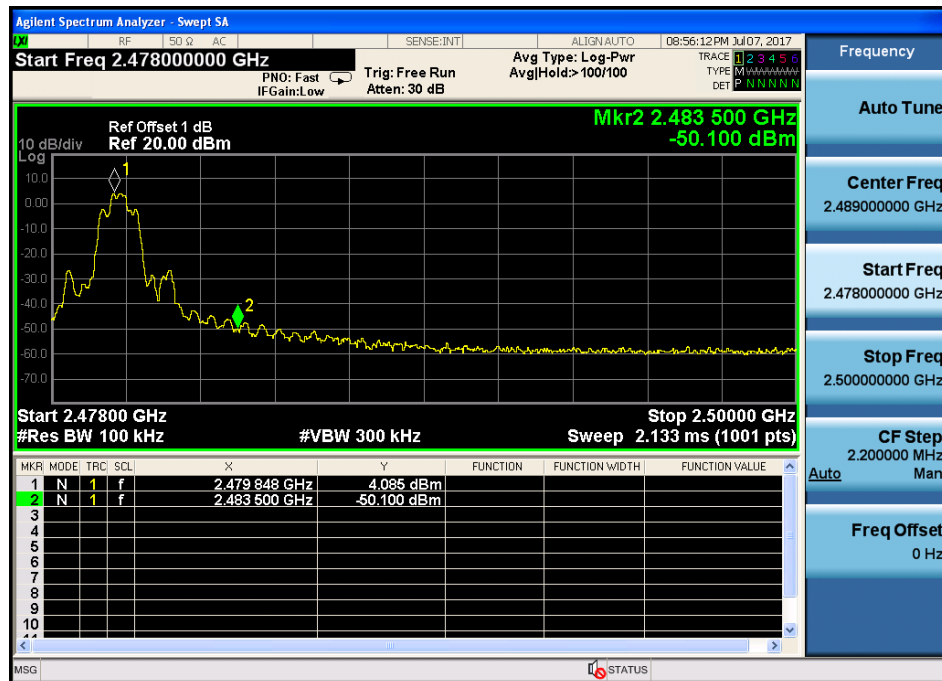 Agilent Spectrum Analyzer - Swept SA
LXI RF 50 Ω AC SENSE:INT ALIGN AUTO 08:56:12 PM Jul 07, 2017
Start Freq 2.478000000 GHz
PNO: Fast
IFGain:Low
Trig: Free Run
Atten: 30 dB
Avg Type: Log-Pwr
Avg|Hold:>100/100
TRACE 1 2 3 4 5 6
TYPE M W W W W W
DET P N N N N N
Mkr2 2.483 500 GHz
-50.100 dBm
Ref Offset 1 dB
10 dB/div Ref 20.00 dBm
Log
10.0
0.00
-10.0
-20.0
-30.0
-40.0
-50.0
-60.0
-70.0
1
2
Start 2.47800 GHz Stop 2.50000 GHz
#Res BW 100 kHz #VBW 300 kHz Sweep 2.133 ms (1001 pts)
MKR MODE TRC SCL X Y FUNCTION FUNCTION WIDTH FUNCTION VALUE
1 N 1 f 2.479 848 GHz 4.085 dBm
2 N 1 f 2.483 500 GHz -50.100 dBm
3
4
5
6
7
8
9
10
11
MSG STATUS
Frequency
Auto Tune
Center Freq
2.489000000 GHz
Start Freq
2.478000000 GHz
Stop Freq
2.500000000 GHz
CF Step
2.200000 MHz
Auto Man
Freq Offset
0 Hz